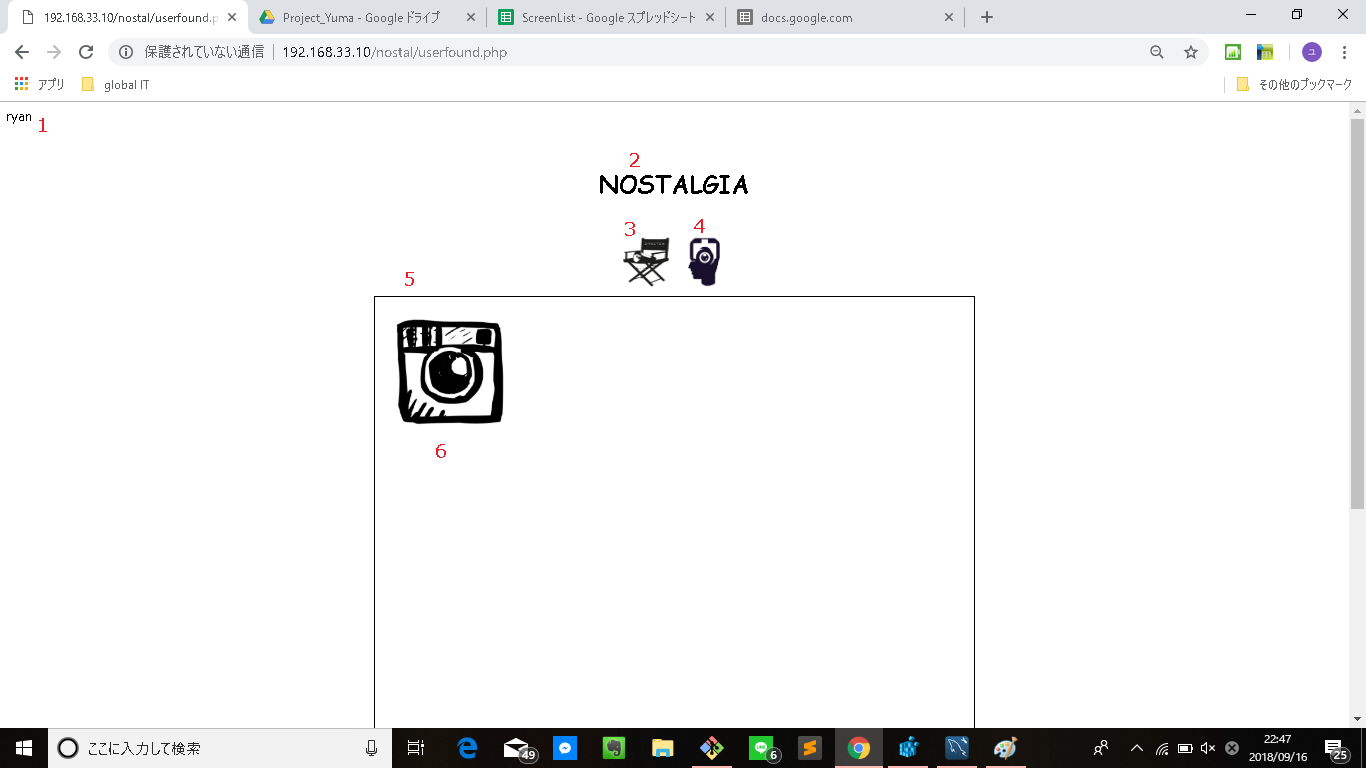 192.168.33.10/nostal/userfound.p
Project_Yuma - Google ドライブ
ScreenList - Google スプレッドシート
docs.google.com
保護されていない通信
192.168.33.10/nostal/userfound.php
ユ
アプリ
global IT
その他のブックマーク
ryan
1
2
NOSTALGIA
3
4
DIRECTOR
5
6
ここに入力して検索
49
6
22:47
2018/09/16
25